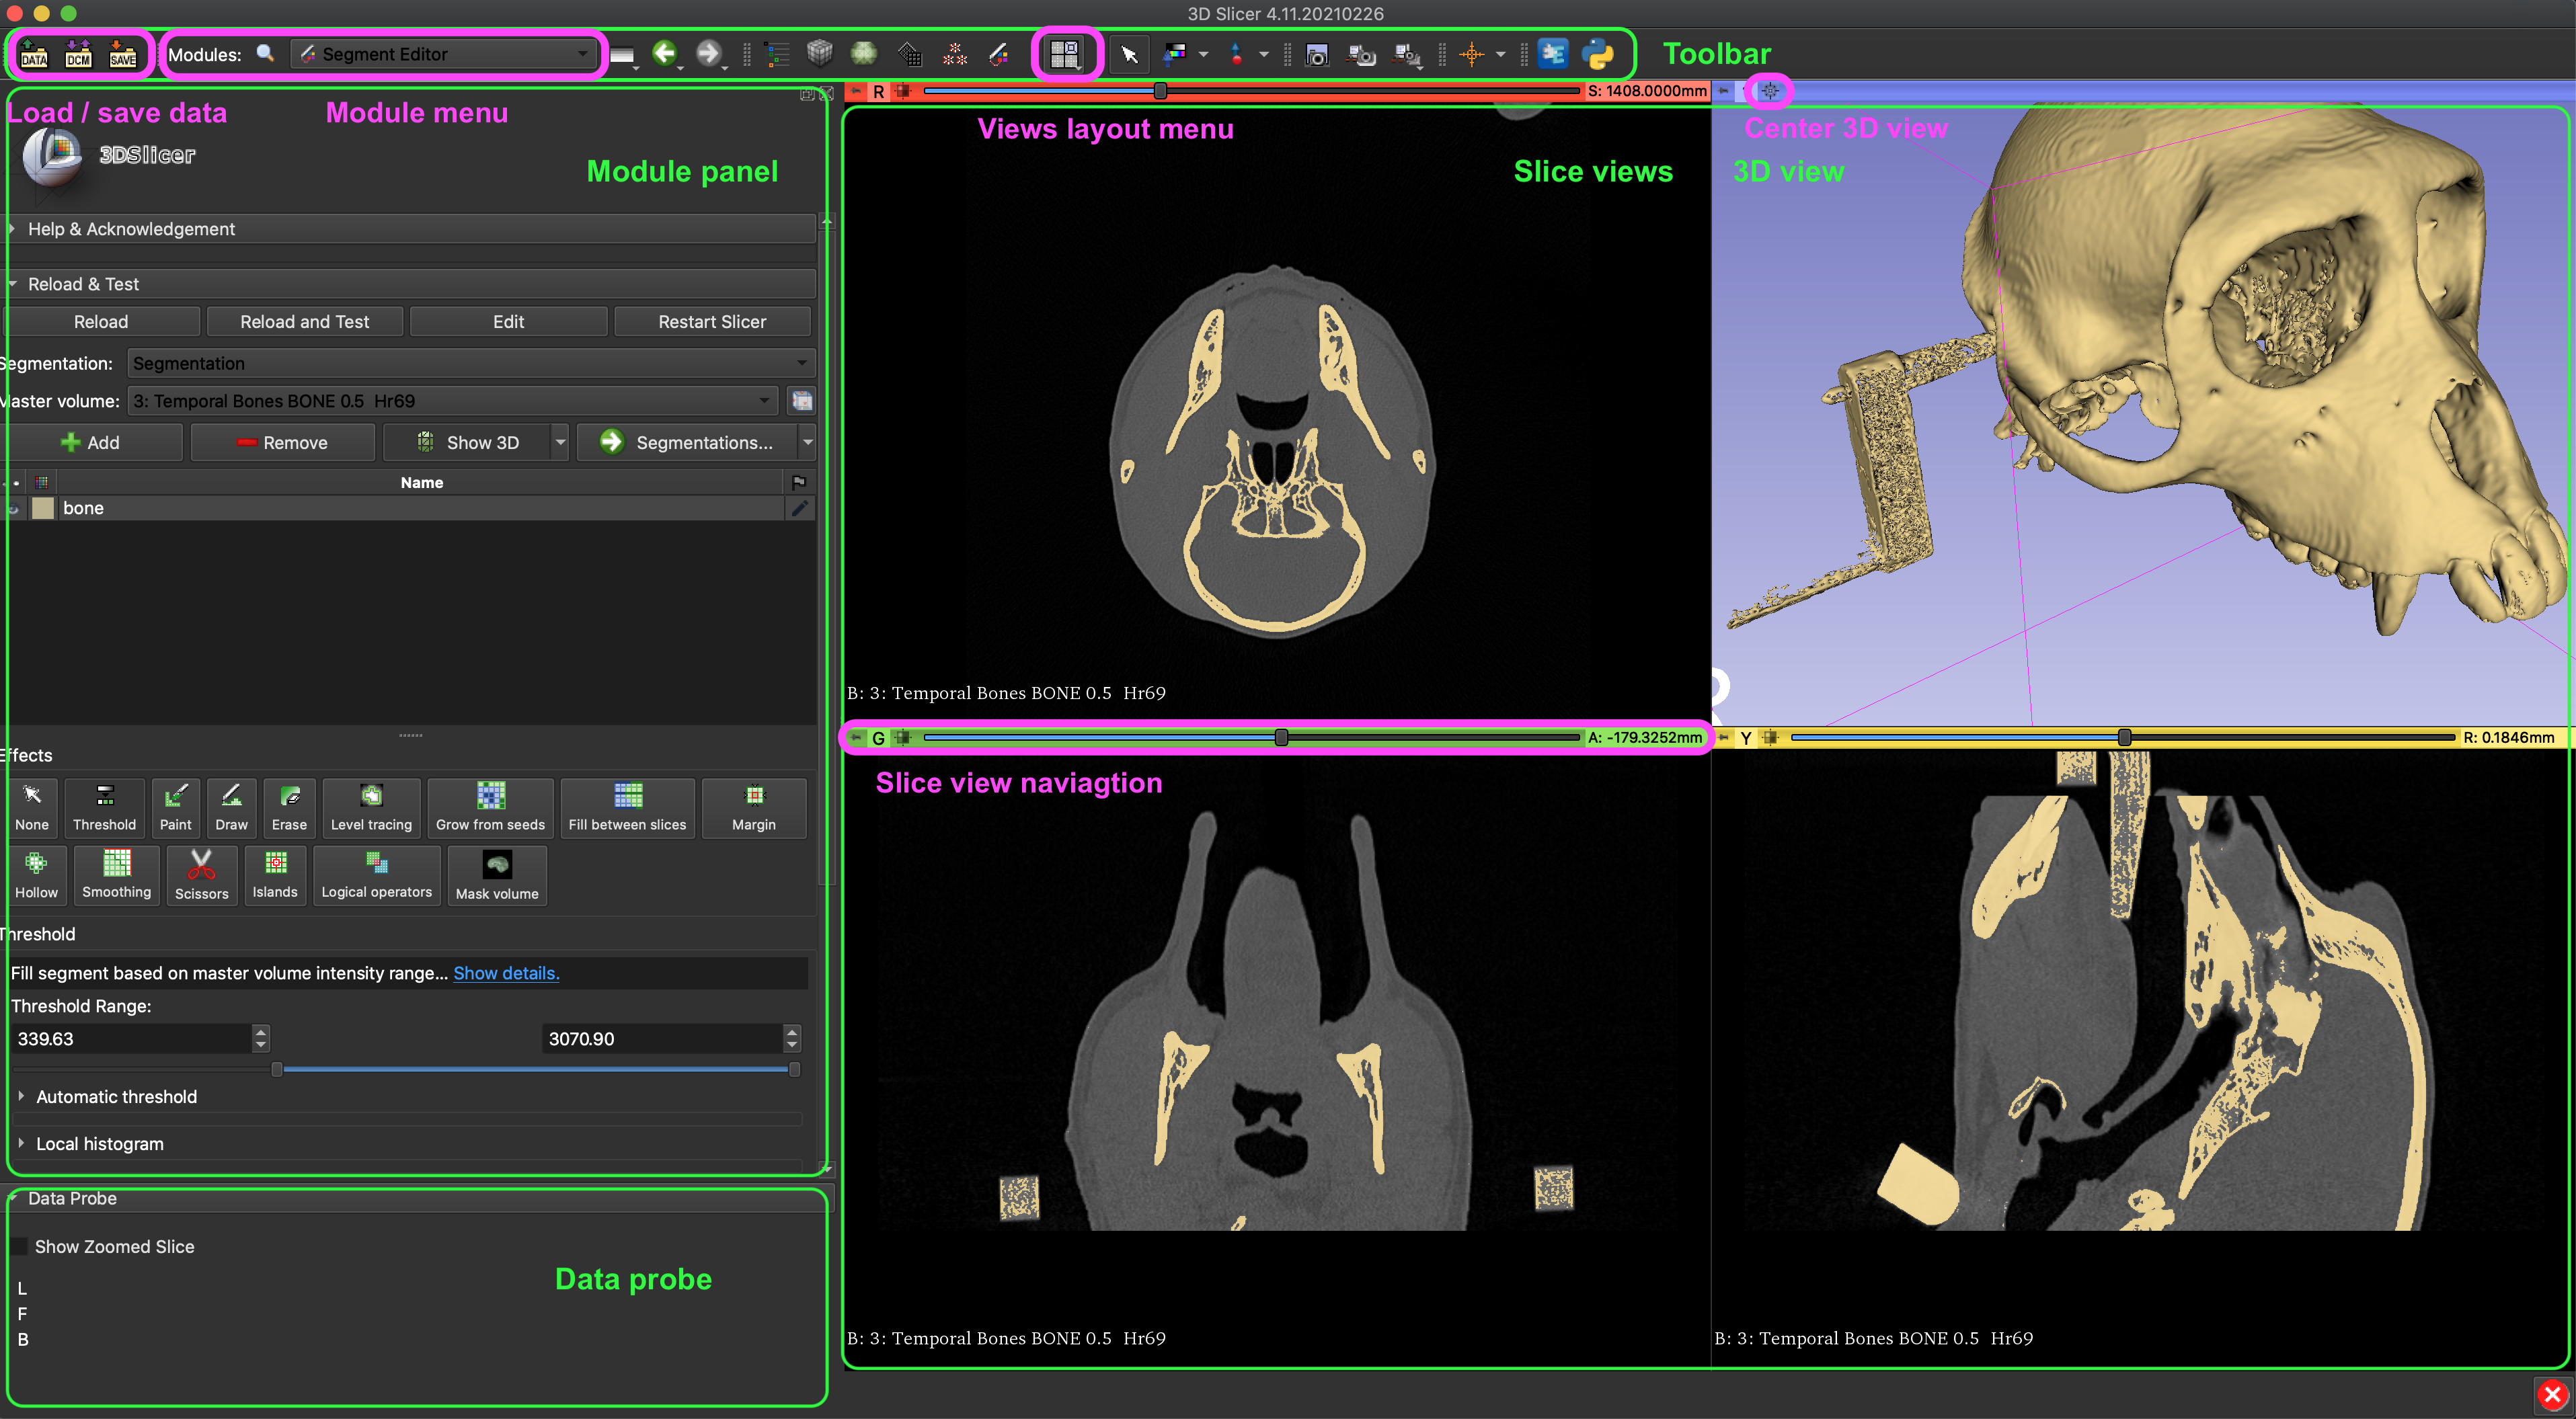 3D Slicer 4.11.20210226
DATA DCM SAVE Modules: Segment Editor Toolbar
R S: 1408.0000mm
Load / save data Module menu Views layout menu Center 3D view
3DSlicer Module panel Slice views 3D view
Help & Acknowledgement
Reload & Test
Reload Reload and Test Edit Restart Slicer
Segmentation: Segmentation
Master volume: 3: Temporal Bones BONE 0.5 Hr69
Add Remove Show 3D Segmentations...
Name
bone
B: 3: Temporal Bones BONE 0.5 Hr69
G A: -179.3252mm Y R: 0.1846mm
Slice view naviagtion
Effects
None Threshold Paint Draw Erase Level tracing Grow from seeds Fill between slices Margin
Hollow Smoothing Scissors Islands Logical operators Mask volume
Threshold
Fill segment based on master volume intensity range... Show details.
Threshold Range:
339.63 3070.90
Automatic threshold
Local histogram
Data Probe
Show Zoomed Slice
Data probe
L
F
B
B: 3: Temporal Bones BONE 0.5 Hr69 B: 3: Temporal Bones BONE 0.5 Hr69